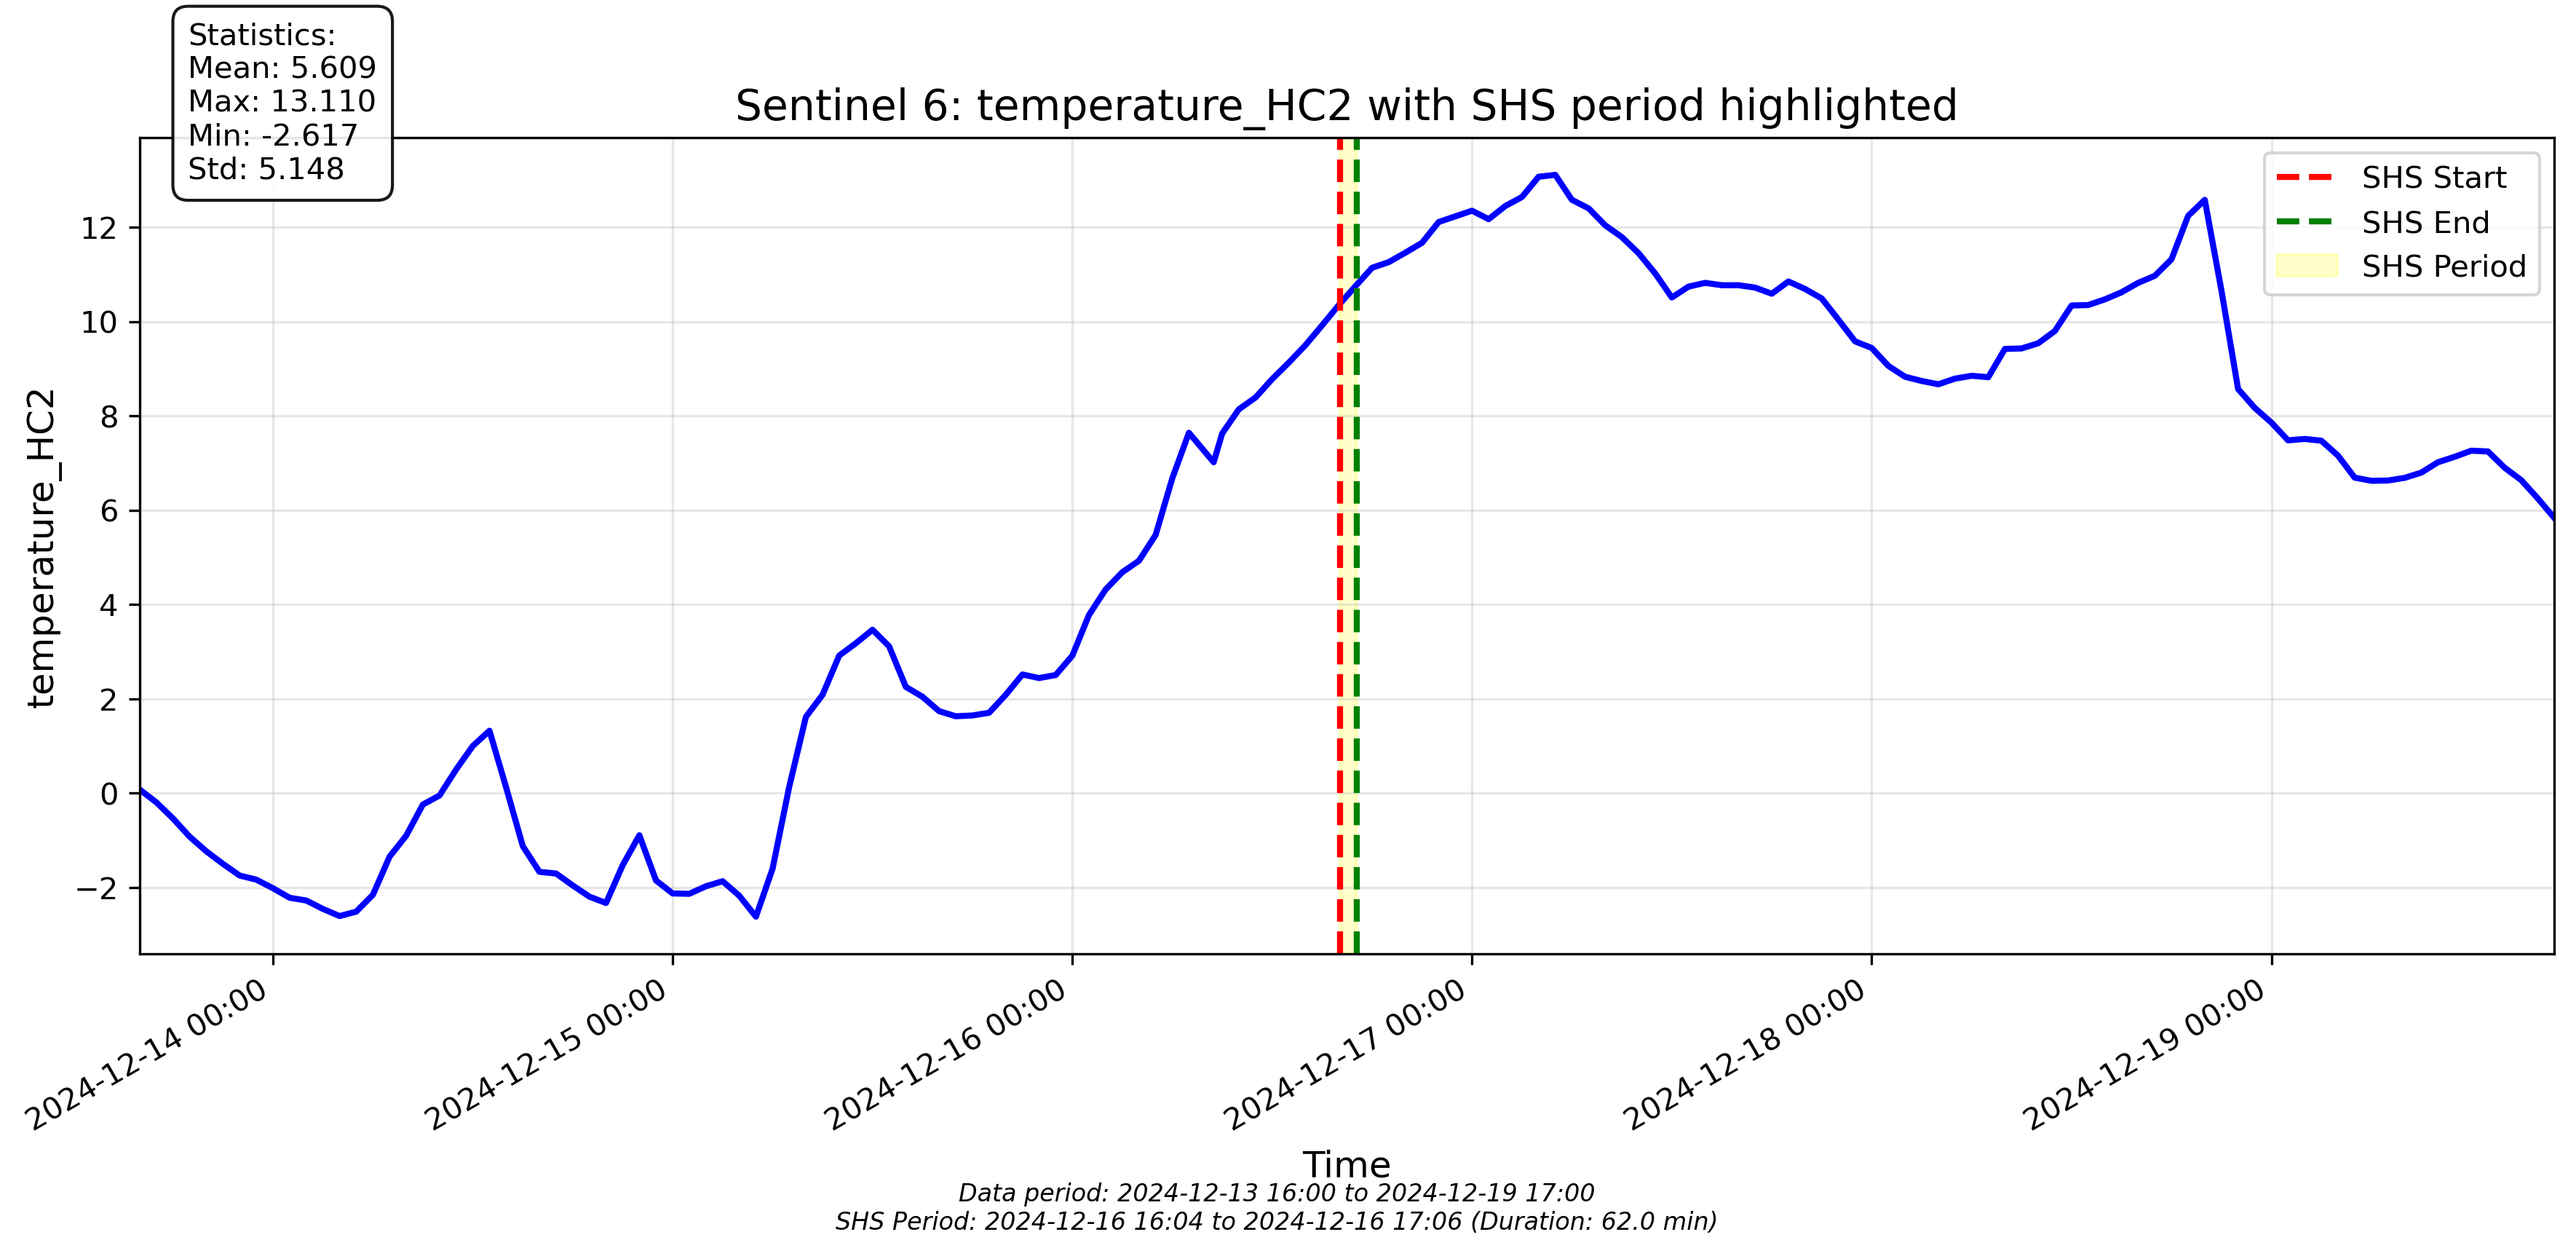 Statistics:
Mean: 5.609
Max: 13.110
Min: -2.617
Std: 5.148
Sentinel 6: temperature_HC2 with SHS period highlighted
SHS Start
SHS End
SHS Period
temperature_HC2
12
10
8
6
4
2
0
−2
2024-12-14 00:00
2024-12-15 00:00
2024-12-16 00:00
2024-12-17 00:00
2024-12-18 00:00
2024-12-19 00:00
Time
Data period: 2024-12-13 16:00 to 2024-12-19 17:00
SHS Period: 2024-12-16 16:04 to 2024-12-16 17:06 (Duration: 62.0 min)